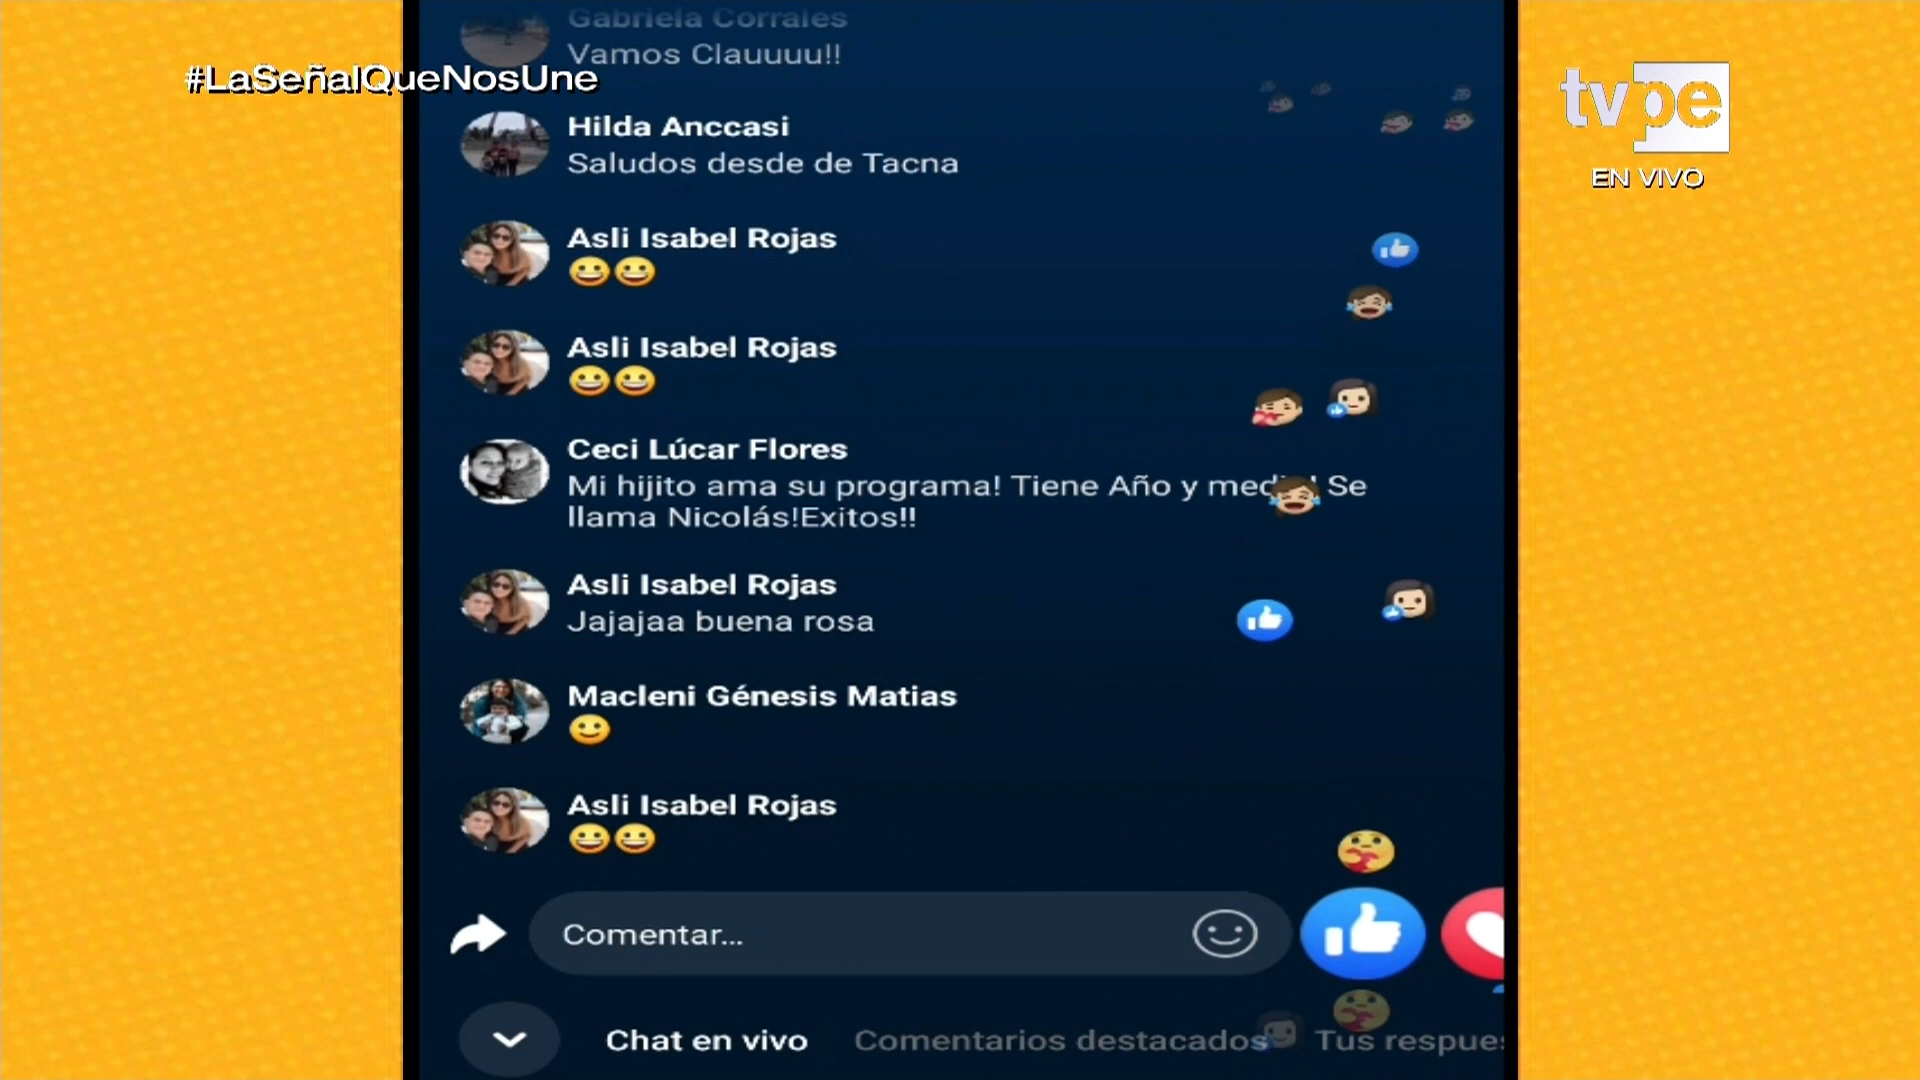 Gabriela Corrales
Vamos Clauuuu!!
#LaSeñalQueNosUne
tvpe
EN VIVO
Hilda Anccasi
Saludos desde de Tacna
Asli Isabel Rojas
Asli Isabel Rojas
Ceci Lúcar Flores
Mi hijito ama su programa! Tiene Año y Se
llama Nicolás!Exitos!!
Asli Isabel Rojas
Jajajaa buena rosa
Macleni Génesis Matias
Asli Isabel Rojas
Comentar...
Chat en vivo
Comentarios destacados
Tus